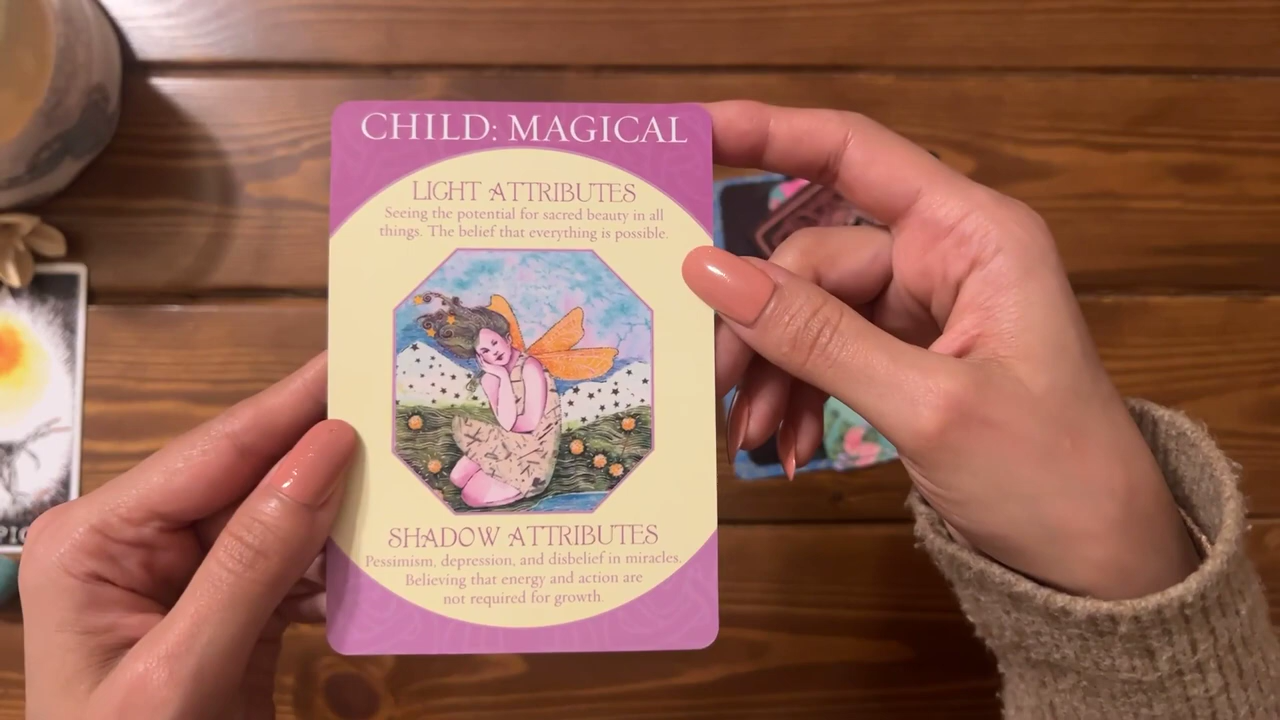 CHILD: MAGICAL
LIGHT ATTRIBUTES
Seeing the potential for sacred beauty in all
things. The belief that everything is possible.
SHADOW ATTRIBUTES
Pessimism, depression, and disbelief in miracles.
Believing that energy and action are
not required for growth.